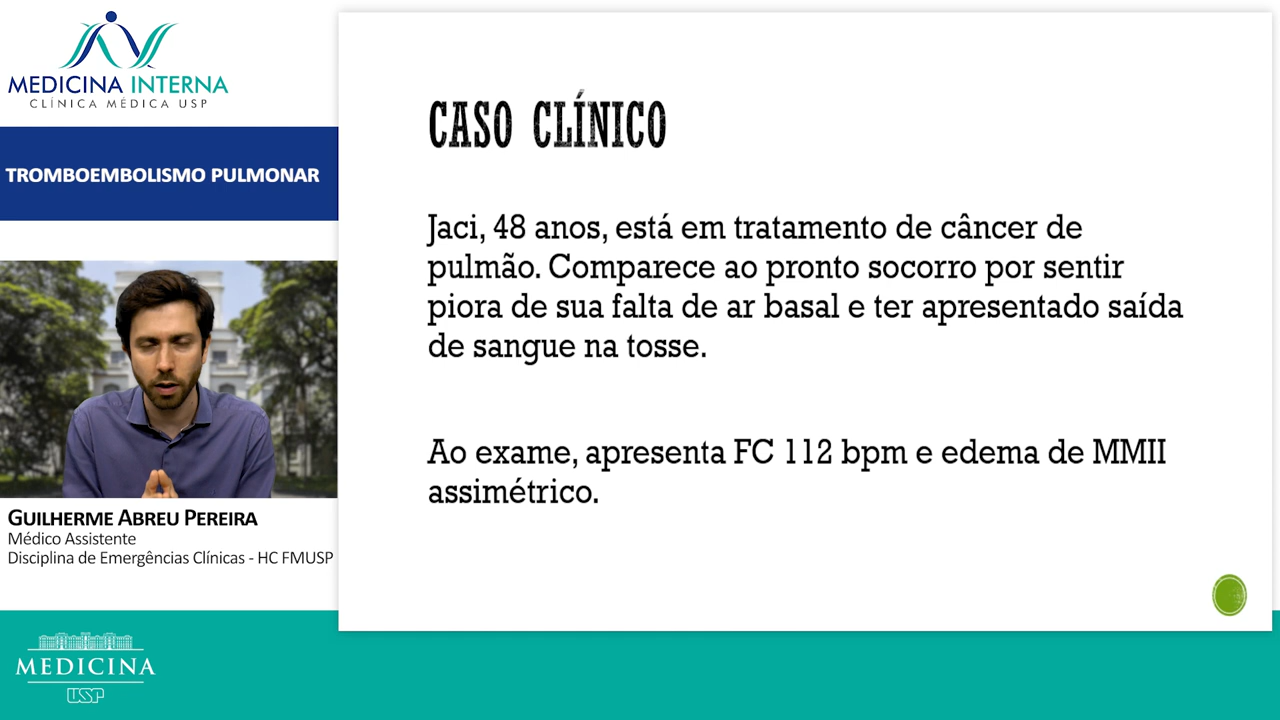 MEDICINA INTERNA
CLÍNICA MÉDICA USP
TROMBOEMBOLISMO PULMONAR
GUILHERME ABREU PEREIRA
Médico Assistente
Disciplina de Emergências Clínicas - HC FMUSP
MEDICINA
USP
CASO CLÍNICO
Jaci, 48 anos, está em tratamento de câncer de
pulmão. Comparece ao pronto socorro por sentir
piora de sua falta de ar basal e ter apresentado saída
de sangue na tosse.
Ao exame, apresenta FC 112 bpm e edema de MMII
assimétrico.